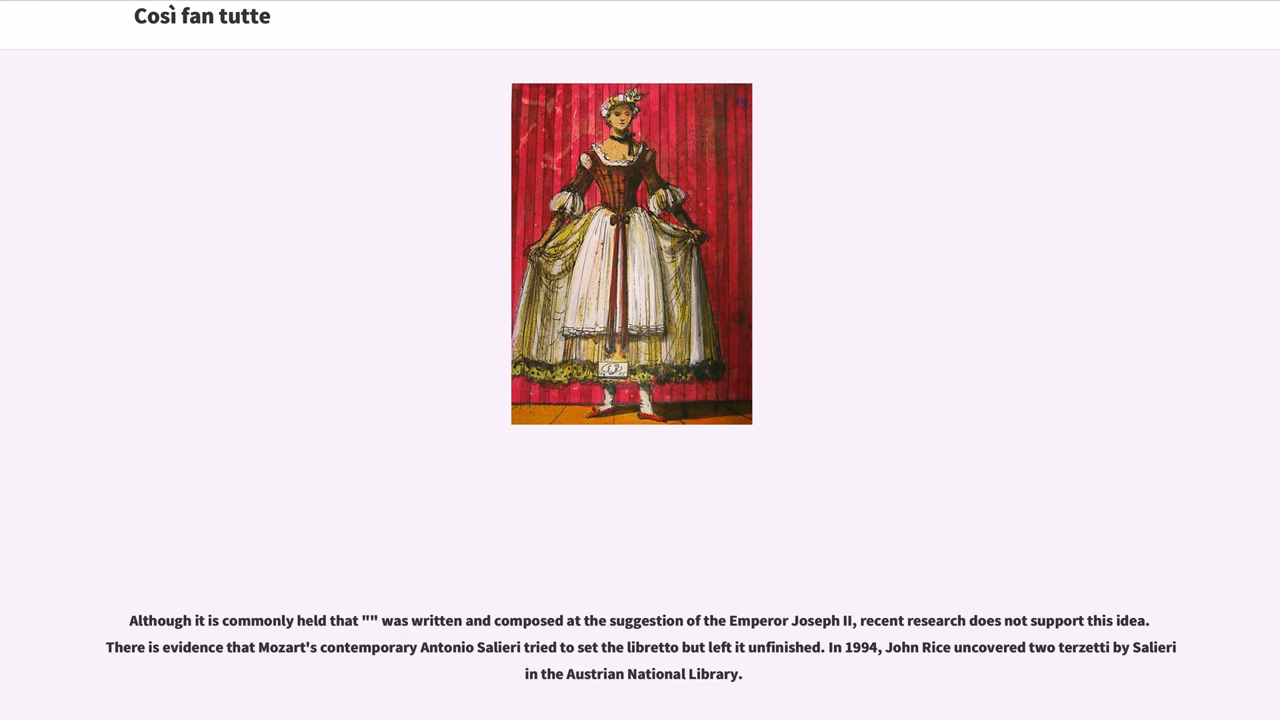 Così fan tutte
Although it is commonly held that "" was written and composed at the suggestion of the Emperor Joseph II, recent research does not support this idea.
There is evidence that Mozart's contemporary Antonio Salieri tried to set the libretto but left it unfinished. In 1994, John Rice uncovered two terzetti by Salieri
in the Austrian National Library.